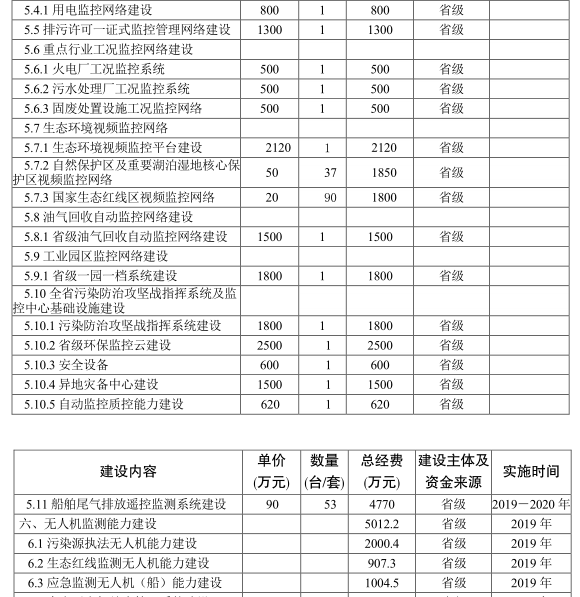 5.4.1 用电监控网络建设 800 1 800 省级
5.5 排污许可一证式监控管理网络建设 1300 1 1300 省级
5.6 重点行业工况监控网络建设
5.6.1 火电厂工况监控系统 500 1 500 省级
5.6.2 污水处理厂工况监控系统 500 1 500 省级
5.6.3 固废处置设施工况监控网络 500 1 500 省级
5.7 生态环境视频监控网络
5.7.1 生态环境视频监控平台建设 2120 1 2120 省级
5.7.2 自然保护区及重要湖泊湿地核心保
护区视频监控网络 50 37 1850 省级
5.7.3 国家生态红线区视频监控网络 20 90 1800 省级
5.8 油气回收自动监控网络建设
5.8.1 省级油气回收自动监控网络建设 1500 1 1500 省级
5.9 工业园区监控网络建设
5.9.1 省级一园一档系统建设 1800 1 1800 省级
5.10 全省污染防治攻坚战指挥系统及监
控中心基础设施建设
5.10.1 污染防治攻坚战指挥系统建设 1800 1 1800 省级
5.10.2 省级环保监控云建设 2500 1 2500 省级
5.10.3 安全设备 600 1 600 省级
5.10.4 异地灾备中心建设 1500 1 1500 省级
5.10.5 自动监控质控能力建设 620 1 620 省级
建设内容 单价 数量 总经费 建设主体及 实施时间
(万元) (台/套) (万元) 资金来源
5.11 船舶尾气排放遥控监测系统建设 90 53 4770 省级 2019－2020 年
六、无人机监测能力建设 5012.2 省级 2019 年
6.1 污染源执法无人机能力建设 2000.4 省级 2019 年
6.2 生态红线监测无人机能力建设 907.3 省级 2019 年
6.3 应急监测无人机（船）能力建设 1004.5 省级 2019 年